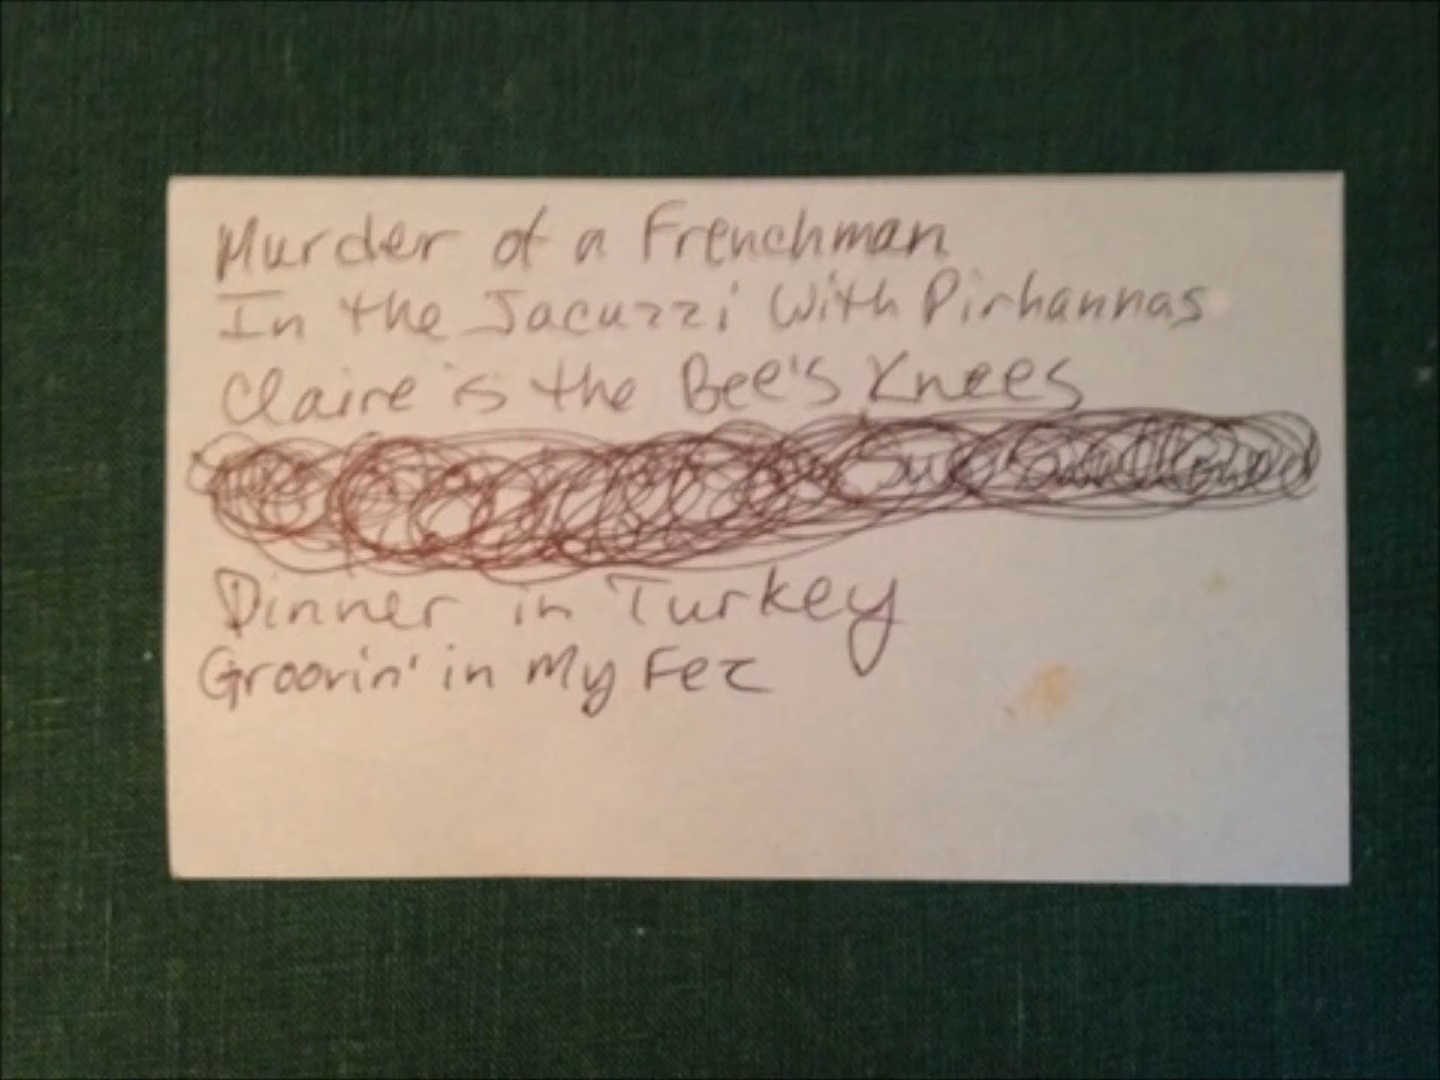 Murder of a Frenchman
In the Jacuzzi With Pirhannas
Claire is the Bee's Knees
Dinner in Turkey
Groovin' in My Fez